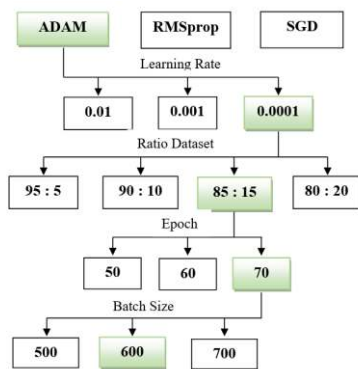 ADAM RMSprop SGD
Learning Rate
0.01 0.001 0.0001
Ratio Dataset
95 : 5 90 : 10 85 : 15 80 : 20
Epoch
50 60 70
Batch Size
500 600 700